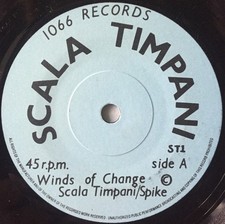 1066 RECORDS
SCALA TIMPANI
ST1
45 r.p.m. side A
Winds of Change ©
Scala Timpani/Spike